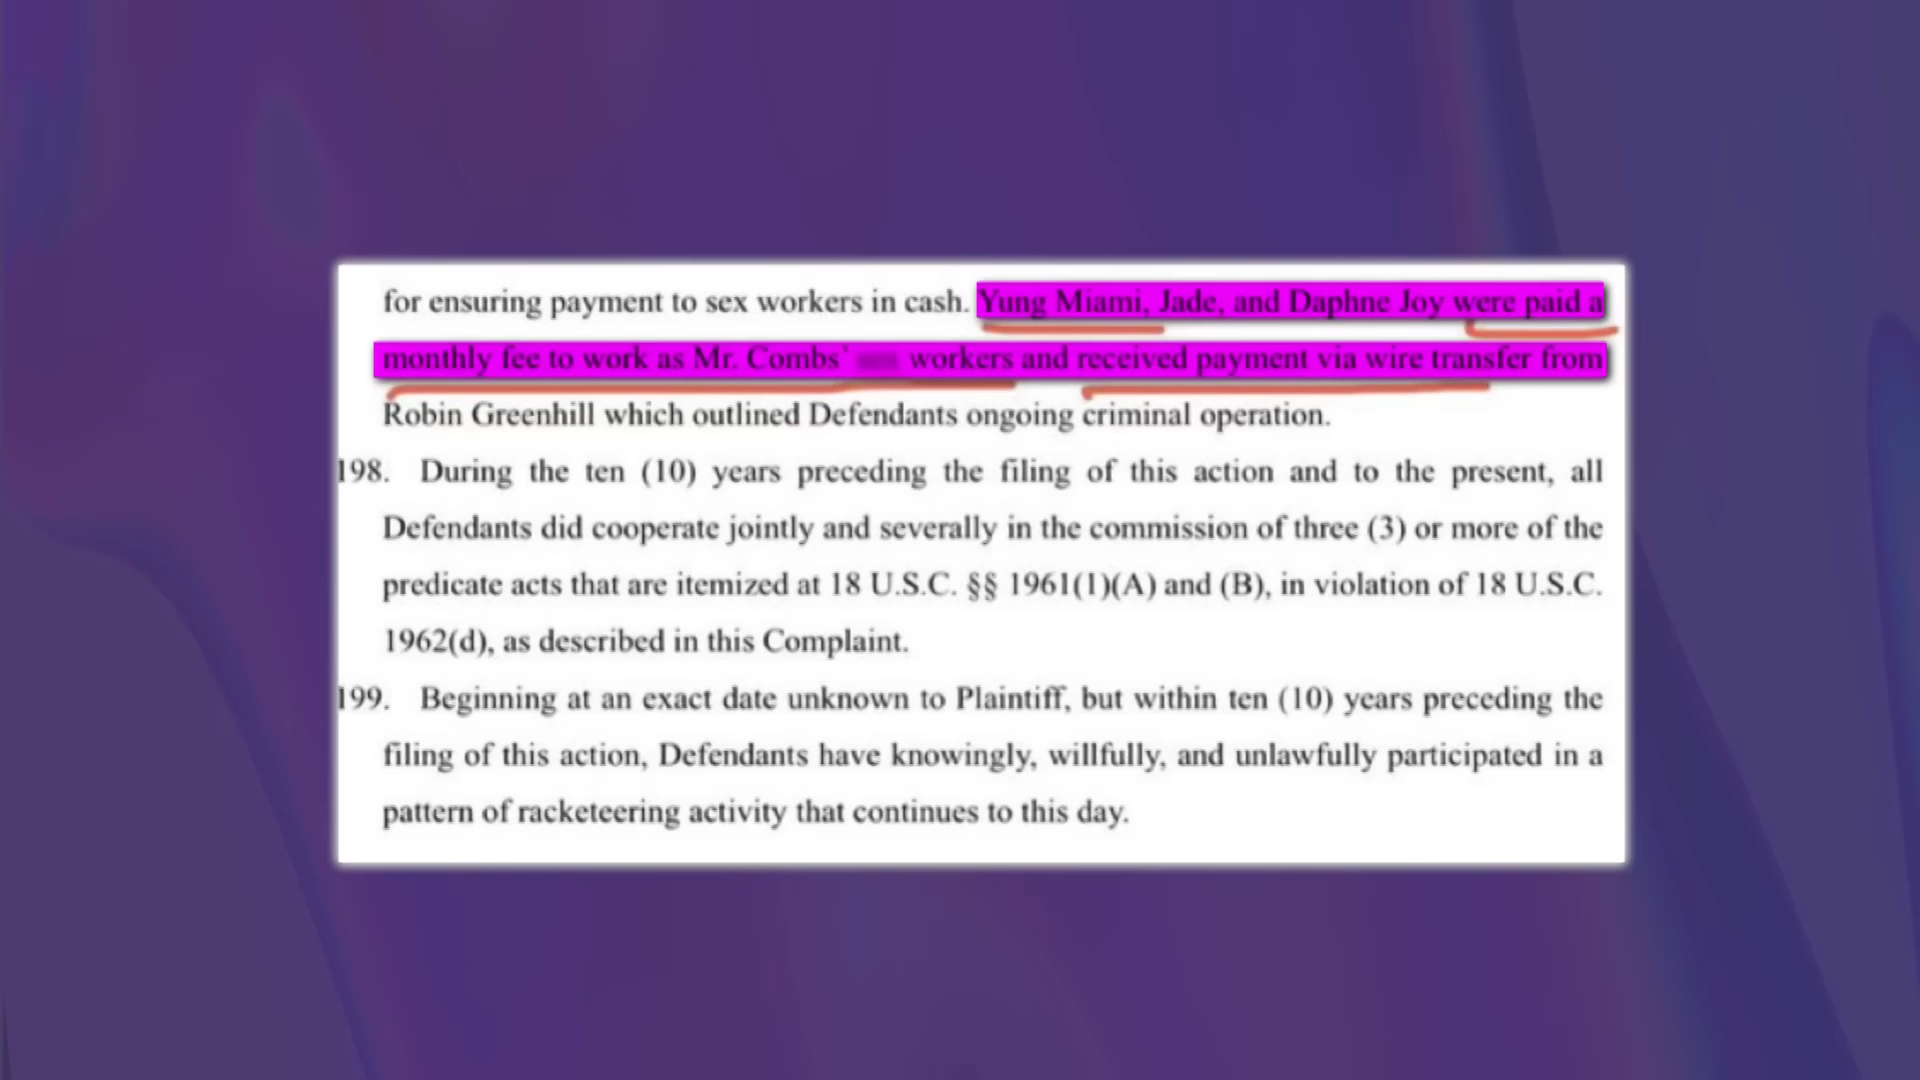 for ensuring payment to sex workers in cash. Yung Miami, Jade, and Daphne Joy were paid a
monthly fee to work as Mr. Combs' workers and received payment via wire transfer from
Robin Greenhill which outlined Defendants ongoing criminal operation.
198. During the ten (10) years preceding the filing of this action and to the present, all
Defendants did cooperate jointly and severally in the commission of three (3) or more of the
predicate acts that are itemized at 18 U.S.C. §§ 1961(1)(A) and (B), in violation of 18 U.S.C.
1962(d), as described in this Complaint.
199. Beginning at an exact date unknown to Plaintiff, but within ten (10) years preceding the
filing of this action, Defendants have knowingly, willfully, and unlawfully participated in a
pattern of racketeering activity that continues to this day.